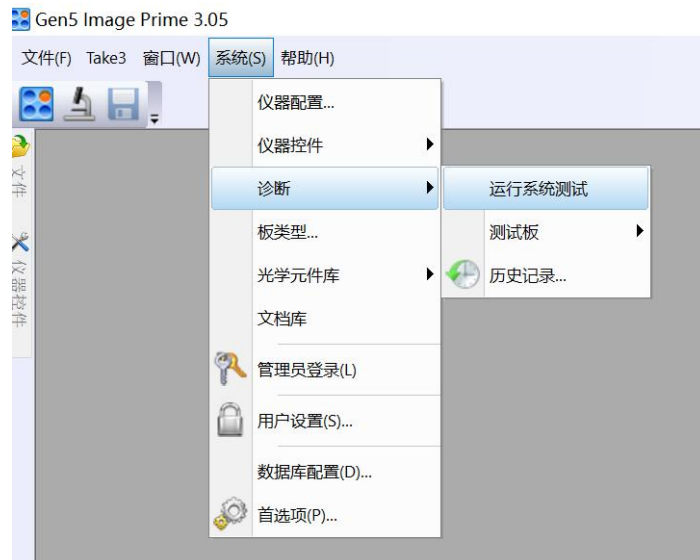 Gen5 Image Prime 3.05
文件(F) Take3 窗口(W) 系统(S) 帮助(H)
仪器配置...
仪器控件
诊断
运行系统测试
板类型...
测试板
光学元件库
历史记录...
文档库
管理员登录(L)
用户设置(S)...
数据库配置(D)...
首选项(P)...
文件
仪器控件